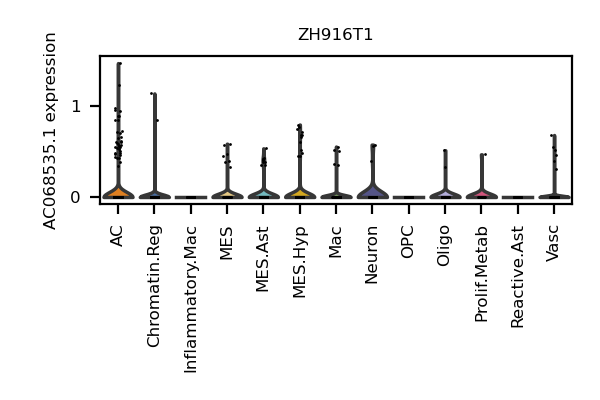 ZH916T1
AC068535.1 expression
1
0
AC
Chromatin.Reg
Inflammatory.Mac
MES
MES.Ast
MES.Hyp
Mac
Neuron
OPC
Oligo
Prolif.Metab
Reactive.Ast
Vasc